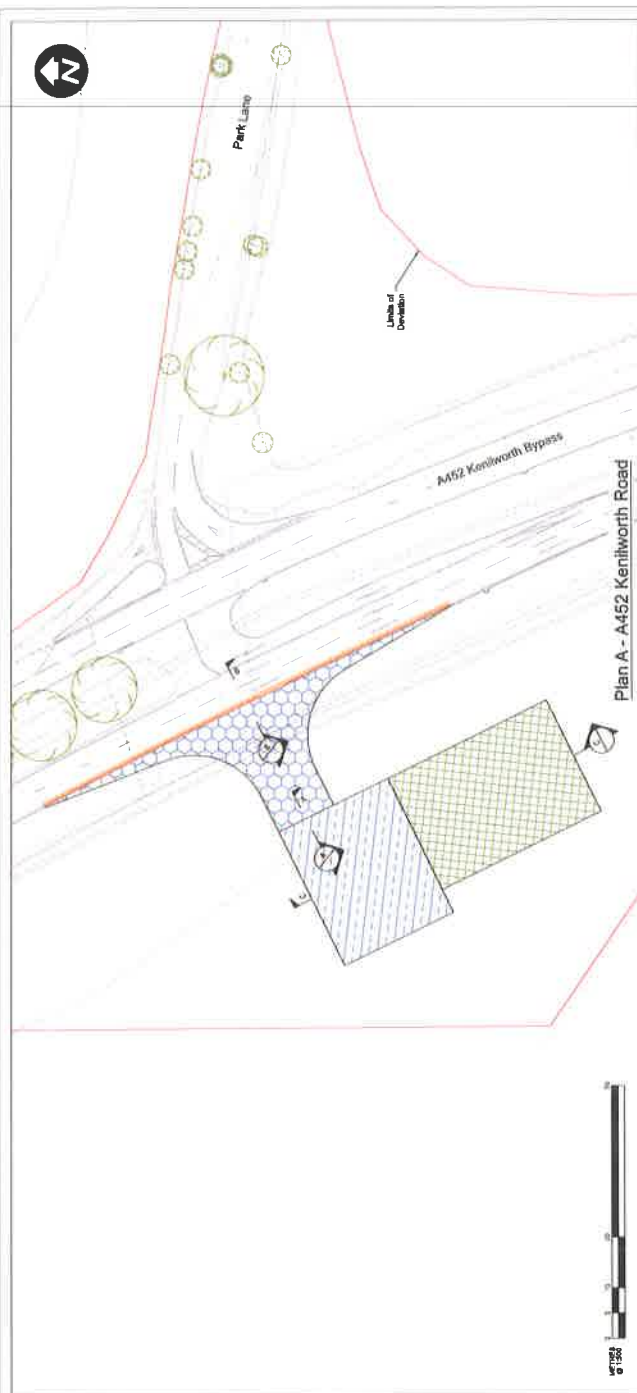 N
Park Lane
Limits of
Deviation
A452 Kenilworth Bypass
Plan A - A452 Kenilworth Road
METRES
@ 1:500